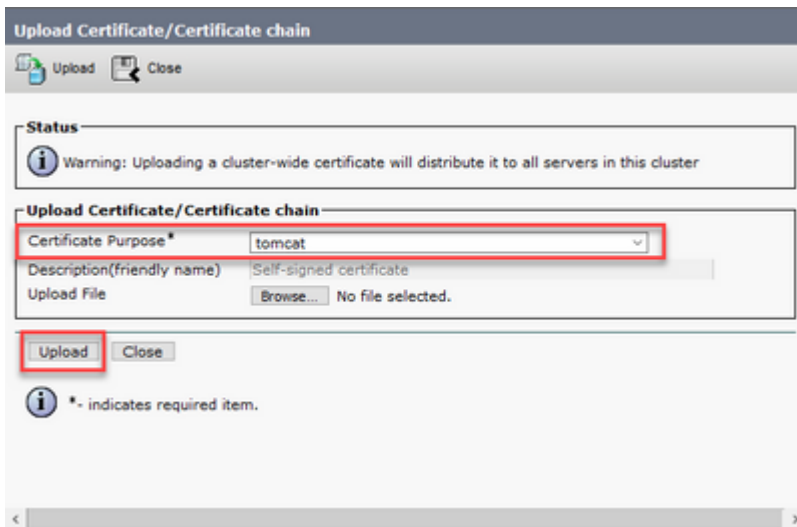 Upload Certificate/Certificate chain
Upload Close
Status
Warning: Uploading a cluster-wide certificate will distribute it to all servers in this cluster
Upload Certificate/Certificate chain
Certificate Purpose* tomcat
Description(friendly name) Self-signed certificate
Upload File Browse... No file selected.
Upload Close
*- indicates required item.